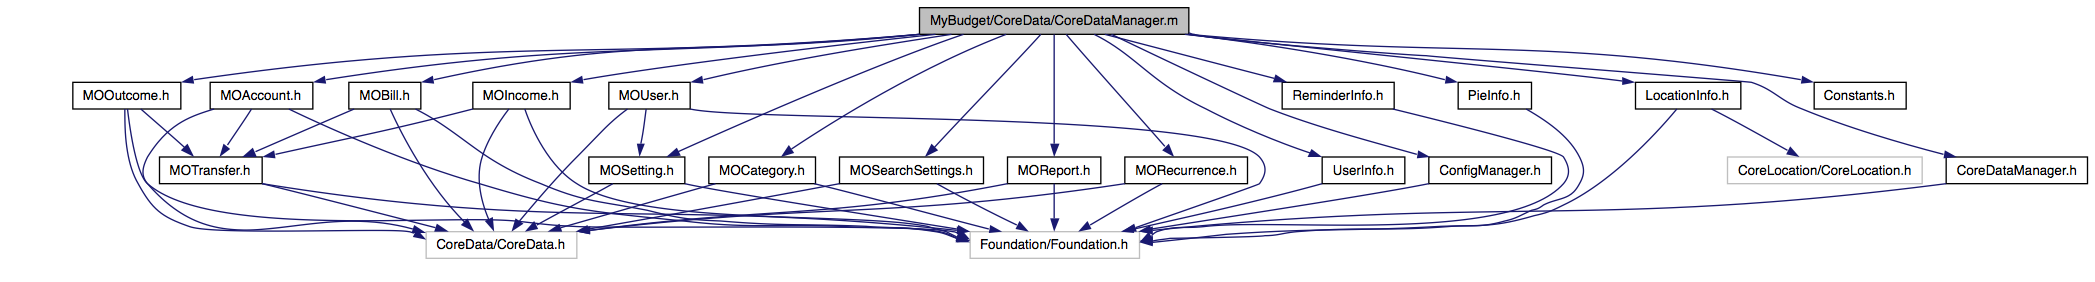 MyBudget/CoreData/CoreDataManager.m
MOOutcome.h
MOAccount.h
MOBill.h
MOIncome.h
MOUser.h
ReminderInfo.h
PieInfo.h
LocationInfo.h
Constants.h
MOTransfer.h
MOSetting.h
MOCategory.h
MOSearchSettings.h
MOReport.h
MORecurrence.h
UserInfo.h
ConfigManager.h
CoreLocation/CoreLocation.h
CoreDataManager.h
CoreData/CoreData.h
Foundation/Foundation.h